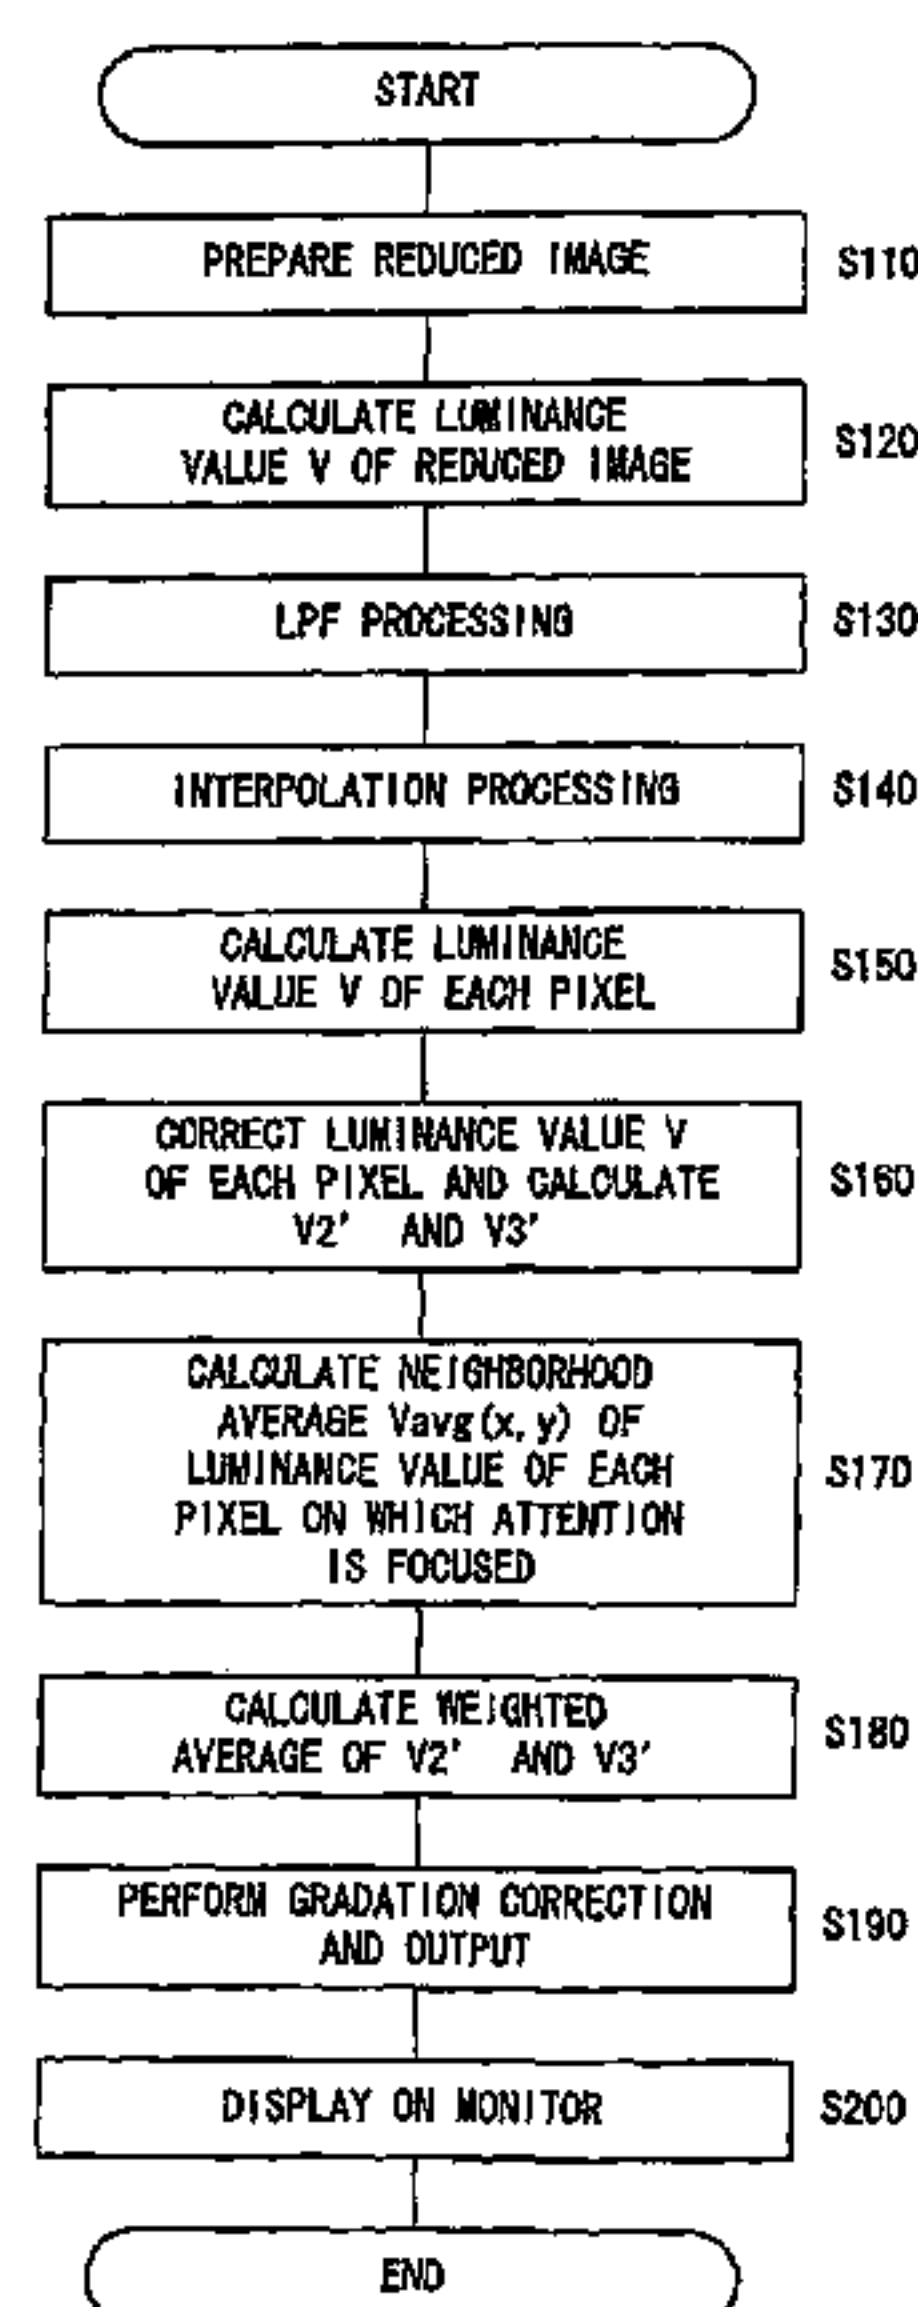 START
PREPARE REDUCED IMAGE
S110
CALCULATE LUMINANCE
VALUE V OF REDUCED IMAGE
S120
LPF PROCESSING
S130
INTERPOLATION PROCESSING
S140
CALCULATE LUMINANCE
VALUE V OF EACH PIXEL
S150
CORRECT LUMINANCE VALUE V
OF EACH PIXEL AND CALCULATE
V2' AND V3'
S160
CALCULATE NEIGHBORHOOD
AVERAGE Vavg(x, y) OF
LUMINANCE VALUE OF EACH
PIXEL ON WHICH ATTENTION
IS FOCUSED
S170
CALCULATE WEIGHTED
AVERAGE OF V2' AND V3'
S180
PERFORM GRADATION CORRECTION
AND OUTPUT
S190
DISPLAY ON MONITOR
S200
END